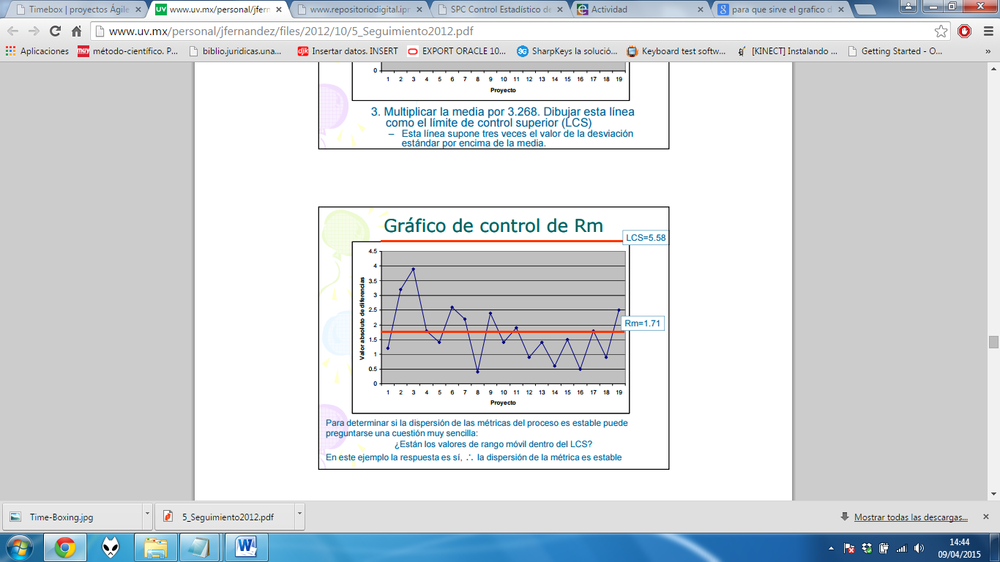 Timebox | proyectos Ágile
www.uv.mx/personal/jfern
www.repositoriodigital.ipn
SPC Control Estadístico de
Actividad
para que sirve el grafico d
www.uv.mx/personal/jfernandez/files/2012/10/5_Seguimiento2012.pdf
Aplicaciones
muy método-científico. P...
biblio.juridicas.una...
djk Insertar datos. INSERT
EXPORT ORACLE 10...
SG SharpKeys la solució...
Keyboard test softw...
[KINECT] Instalando ...
Getting Started - O...
»
0
1 2 3 4 5 6 7 8 9 10 11 12 13 14 15 16 17 18 19
Proyecto
3. Multiplicar la media por 3.268. Dibujar esta línea
como el límite de control superior (LCS)
– Esta línea supone tres veces el valor de la desviación
estándar por encima de la media.
Gráfico de control de Rm
LCS=5.58
4.5
4
3.5
3
2.5
2
1.5
1
0.5
0
Valor absoluto de diferencias
Rm=1.71
1 2 3 4 5 6 7 8 9 10 11 12 13 14 15 16 17 18 19
Proyecto
Para determinar si la dispersión de las métricas del proceso es estable puede
preguntarse una cuestión muy sencilla:
¿Están los valores de rango móvil dentro del LCS?
En este ejemplo la respuesta es sí, ∴ la dispersión de la métrica es estable
Time-Boxing.jpg
5_Seguimiento2012.pdf
Mostrar todas las descargas...
14:44
09/04/2015